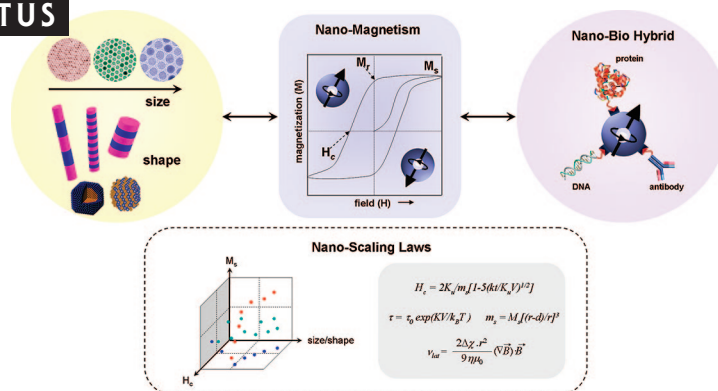 TUS
size
shape
Nano-Magnetism
M_r
M_s
H_c
magnetization (M)
field (H)
Nano-Bio Hybrid
protein
DNA
antibody
Nano-Scaling Laws
M_s
size/shape
H_c
H_c = 2K_u/m_s[1-5(kt/K_uV)^{1/2}]
τ = τ_0 exp(KV/k_BT) m_s = M_s[(r-d)/r]^3
v_{lat} = 2Δχ.r^2 / 9ημ_0 (∇B⃗)·B⃗